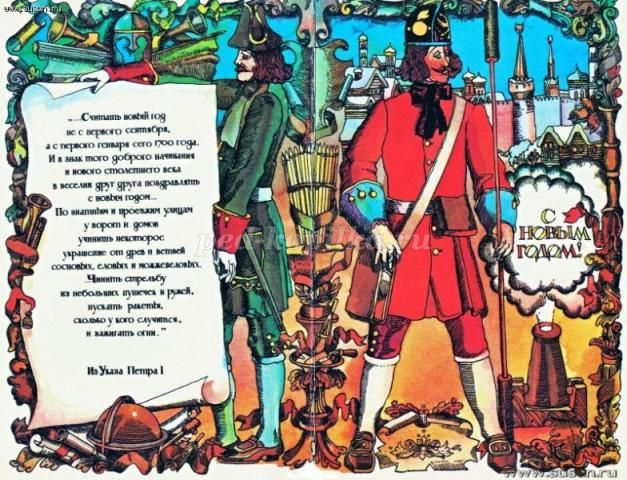 www.susan.ru
„...Считать новый год
не с первого сентября,
а с первого генваря сего 1700 года.
И в знак того доброго начинания
и нового столетнего века
в веселии друг друга поздравлять
с новым годом...
По знатным и проезжим улицам
у ворот и домов
учинить некоторое
украшение от древ и ветвей
сосновых, еловых и можжевеловых.
Чинить стрельбу
из небольших пушечек и ружей,
пускать ракеты,
сколько у кого случится,
и зажигать огни."
Из Указа Петра I
С
НОВЫМ
ГОДОМ!
www.susan.ru